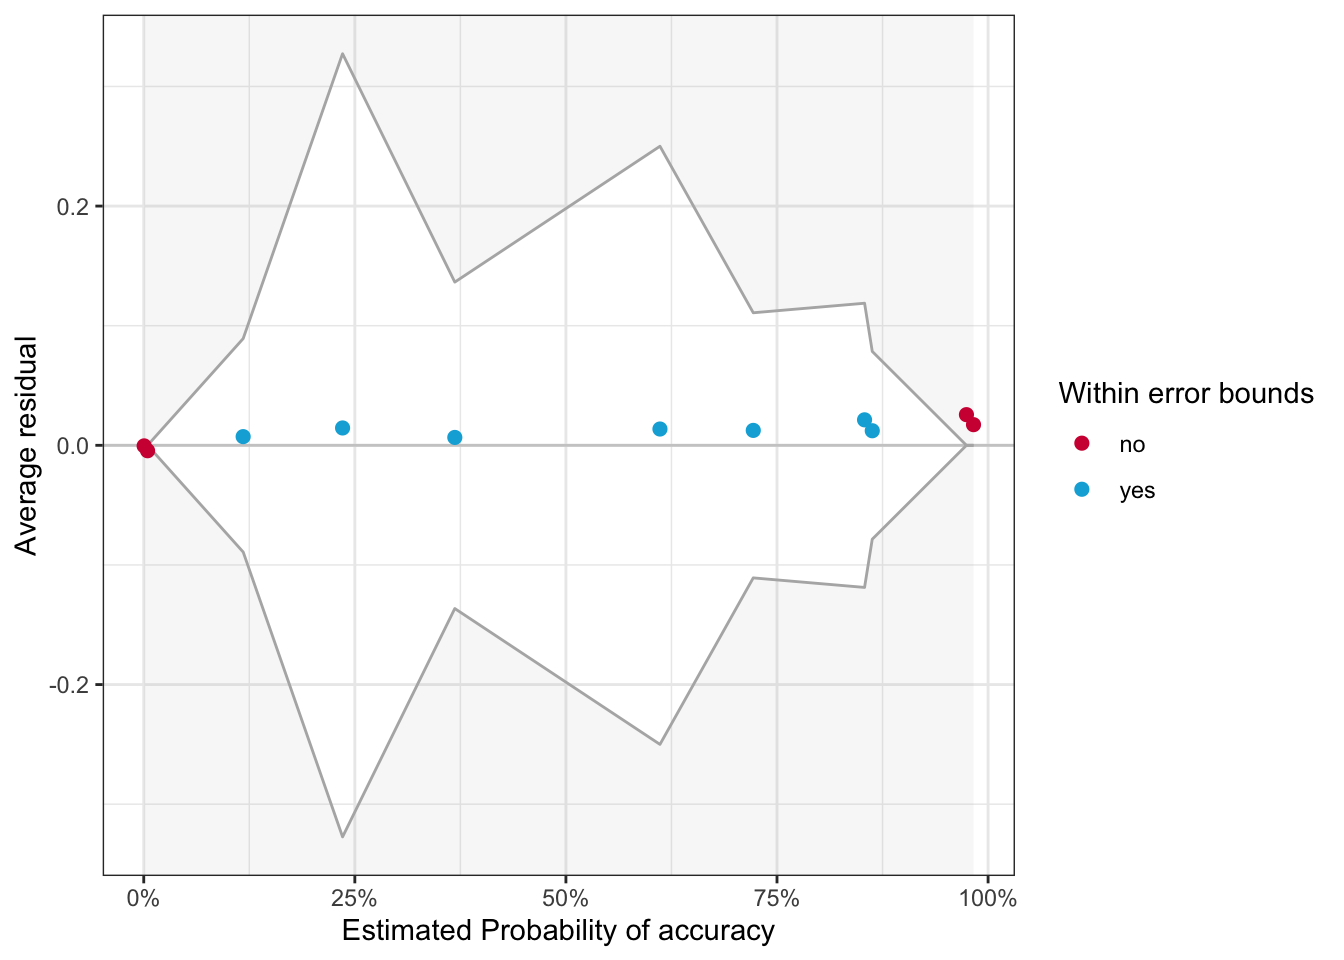 0.2
0.0
-0.2
Average residual
0%
25%
50%
75%
100%
Estimated Probability of accuracy
Within error bounds
no
yes